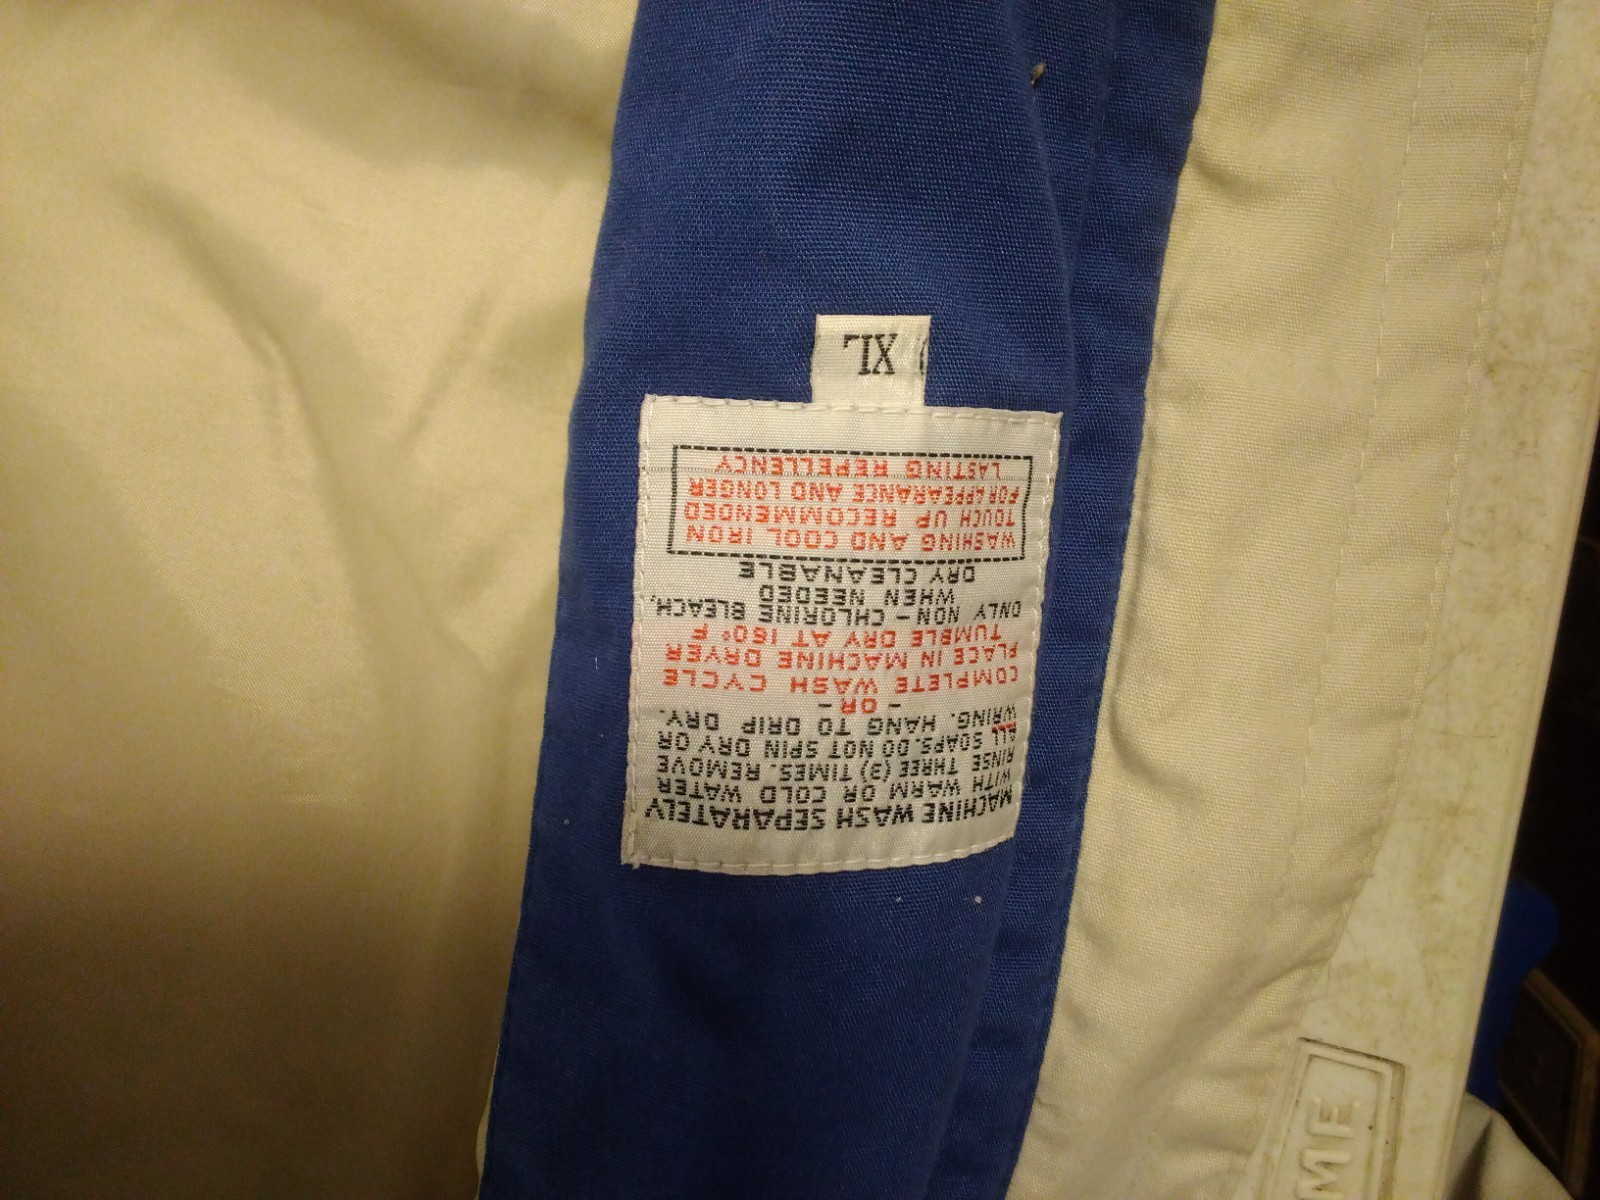 MACHINE WASH SEPARATELY
WITH WARM OR COLD WATER
RINSE THREE (3) TIMES. REMOVE
ALL SOAPS. DO NOT SPIN DRY OR
WRING. HANG TO DRIP DRY.
- OR -
COMPLETE WASH CYCLE
PLACE IN MACHINE DRYER
TUMBLE DRY AT 160° F
ONLY NON - CHLORINE BLEACH,
WHEN NEEDED
DRY CLEANABLE
WASHING AND COOL IRON
TOUCH UP RECOMMENDED
FOR APPEARANCE AND LONGER
LASTING REPELLENCY
XL